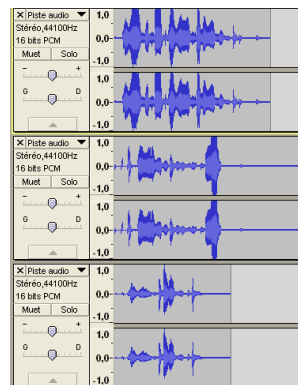 Piste audio
1,0
Stéréo,44100Hz
16 bits PCM
0,0-
Muet Solo
-1,0
- +
1,0
G D
0,0-
-1,0
Piste audio
1,0
Stéréo,44100Hz
16 bits PCM
0,0-
Muet Solo
-1,0
- +
1,0
G D
0,0-
-1,0
Piste audio
1,0
Stéréo,44100Hz
16 bits PCM
0,0-
Muet Solo
-1,0
- +
1,0
G D
0,0-
-1,0